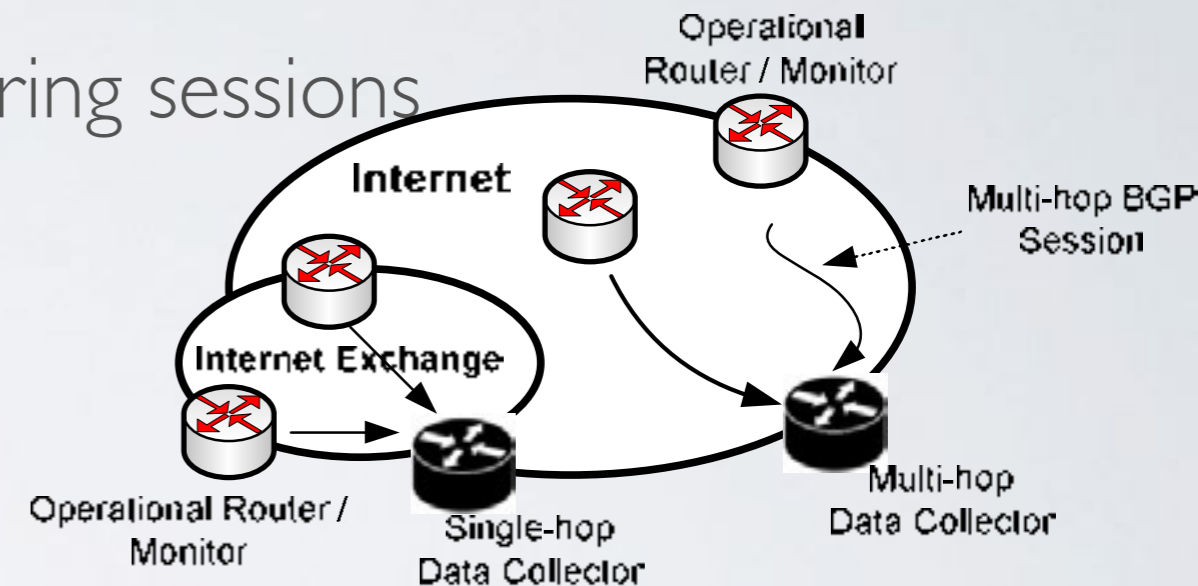 ring sessions
Operational
Router / Monitor
Internet
Multi-hop BGP
Session
Internet Exchange
Operational Router /
Monitor
Single-hop
Data Collector
Multi-hop
Data Collector